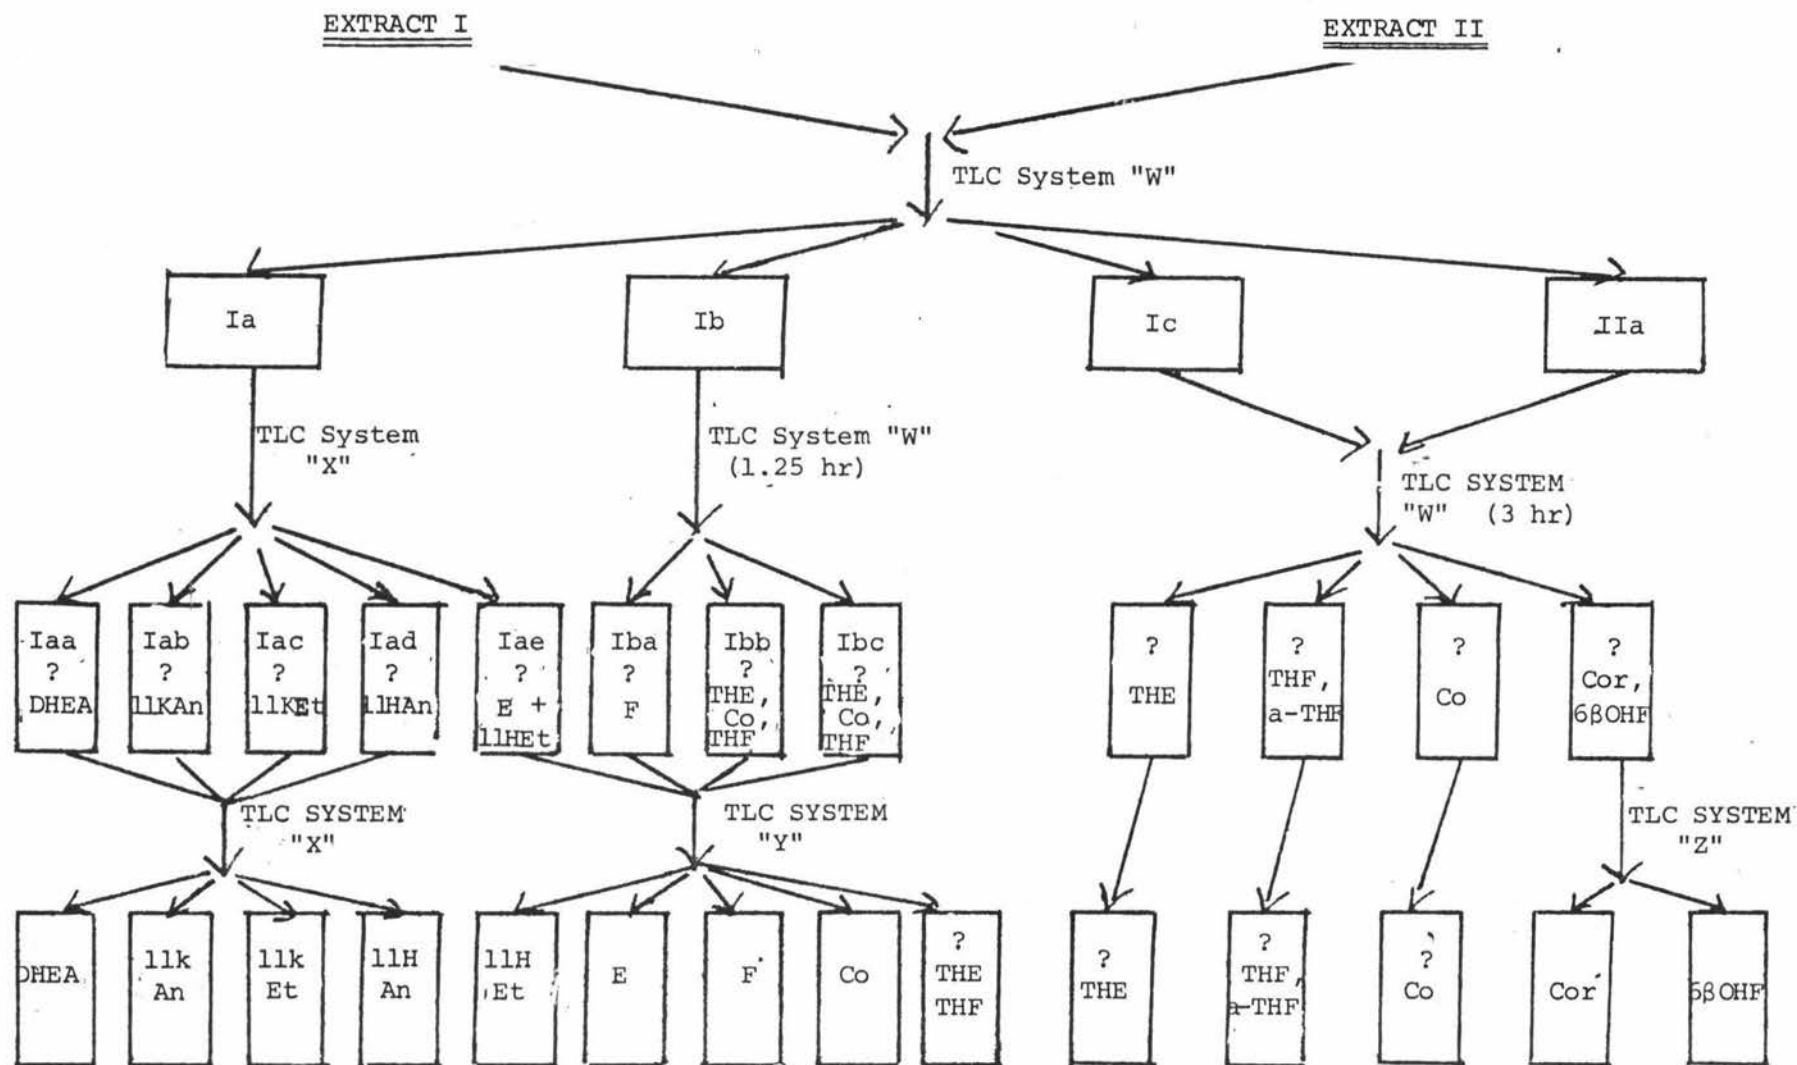 EXTRACT I
EXTRACT II
TLC System "W"
Ia
Ib
Ic
IIa
TLC System
"X"
TLC System "W"
(1.25 hr)
TLC SYSTEM
"W" (3 hr)
Iaa
?
DHEA
Iab
?
11KAn
Iac
?
11KEt
Iad
?
11HAn
Iae
?
E +
11HEt
Iba
?
F
Ibb
?
THE,
Co,
THF
Ibc
?
THE,
Co,
THF
?
THE
?
THF,
a-THF
?
Co
?
Cor,
6βOHF
TLC SYSTEM
"X"
TLC SYSTEM
"Y"
TLC SYSTEM
"Z"
DHEA
11k
An
11k
Et
11H
An
11H
Et
E
F
Co
?
THE
THF
?
THE
?
THF,
a-THF
?
Co
Cor
6βOHF